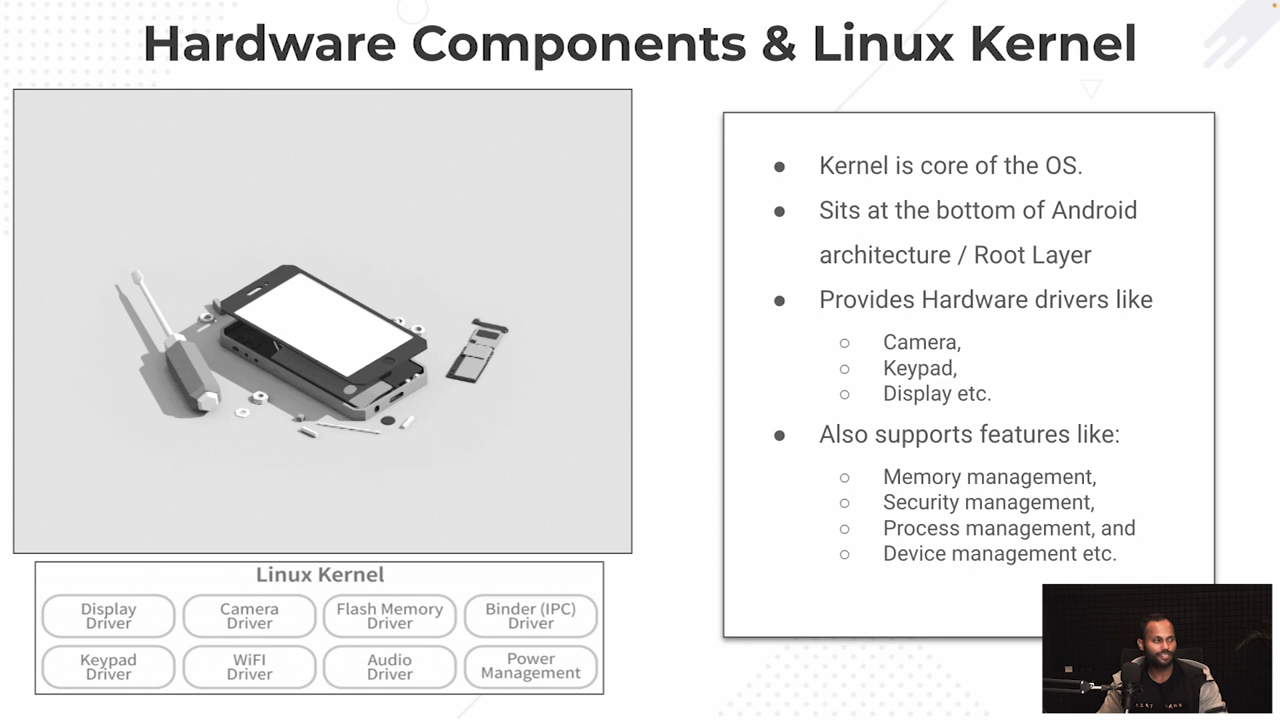 Hardware Components & Linux Kernel
● Kernel is core of the OS.
● Sits at the bottom of Android
architecture / Root Layer
● Provides Hardware drivers like
○ Camera,
○ Keypad,
○ Display etc.
● Also supports features like:
○ Memory management,
○ Security management,
○ Process management, and
○ Device management etc.
Linux Kernel
Display
Driver
Camera
Driver
Flash Memory
Driver
Binder (IPC)
Driver
Keypad
Driver
WiFI
Driver
Audio
Driver
Power
Management